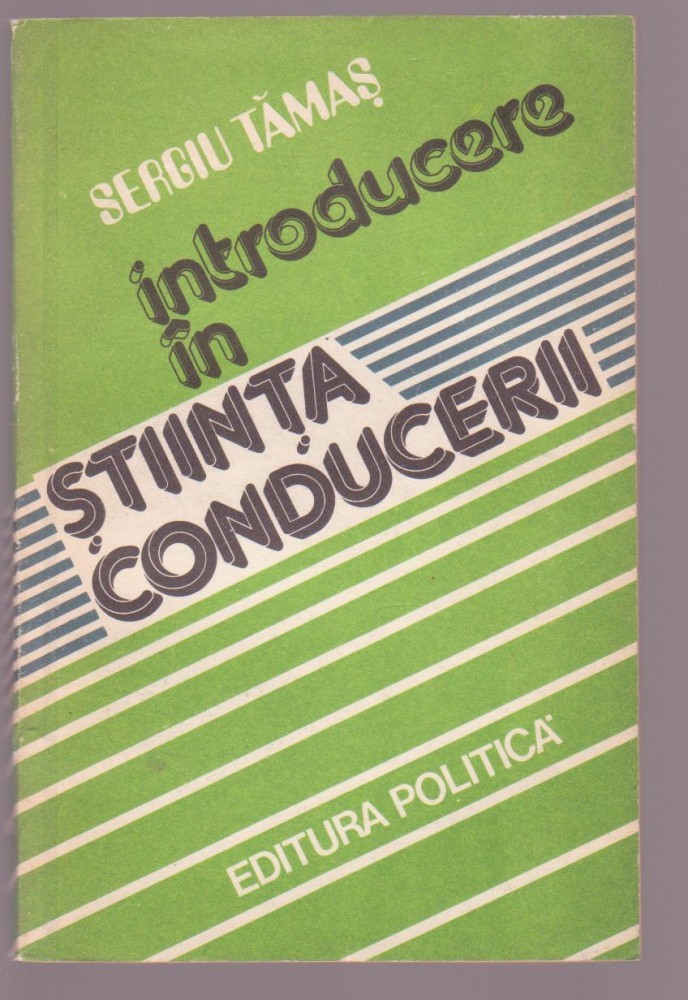 SERGIU TĂMAȘ
introducere
în
ȘTIINȚA
CONDUCERII
EDITURA POLITICĂ